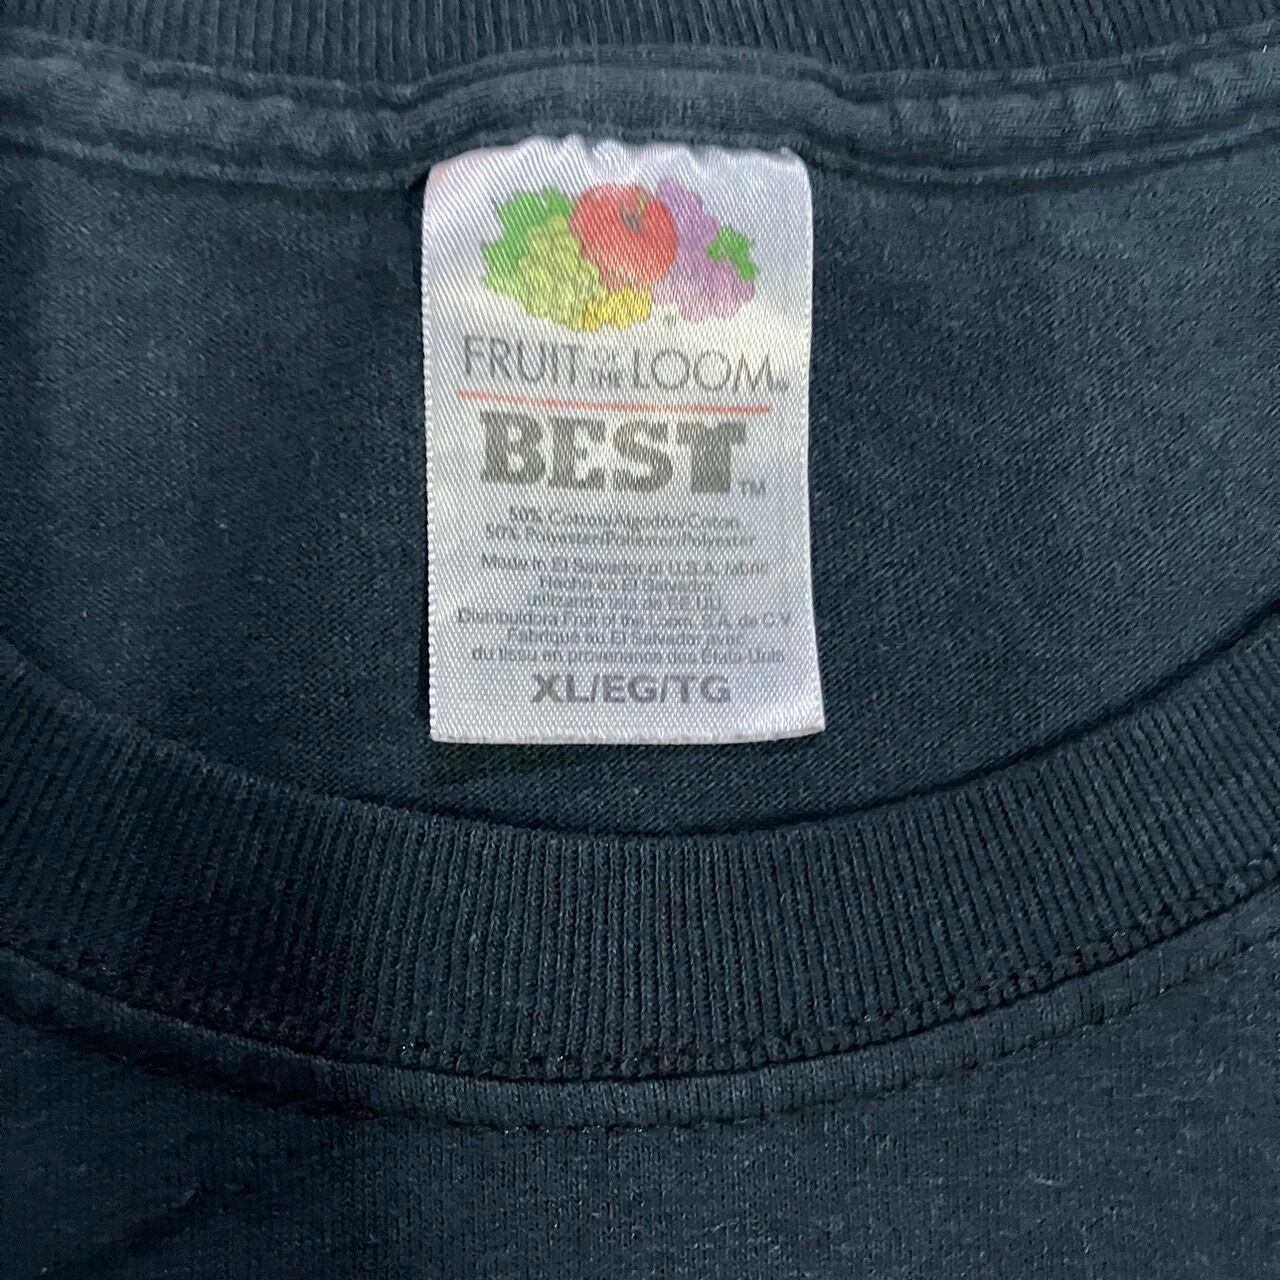 FRUIT OF THE LOOM®
BEST™
50% Cotton/Algodón/Coton
50% Polyester/Poliester/Polyester
Made in El Salvador of U.S.A. fabric
Hecho en El Salvador
utilizando tela de EE.UU.
Distribuidora Fruit of the Loom, S.A. de C.V.
Fabriqué au El Salvador avec
du tissu en provenance des États-Unis
XL/EG/TG